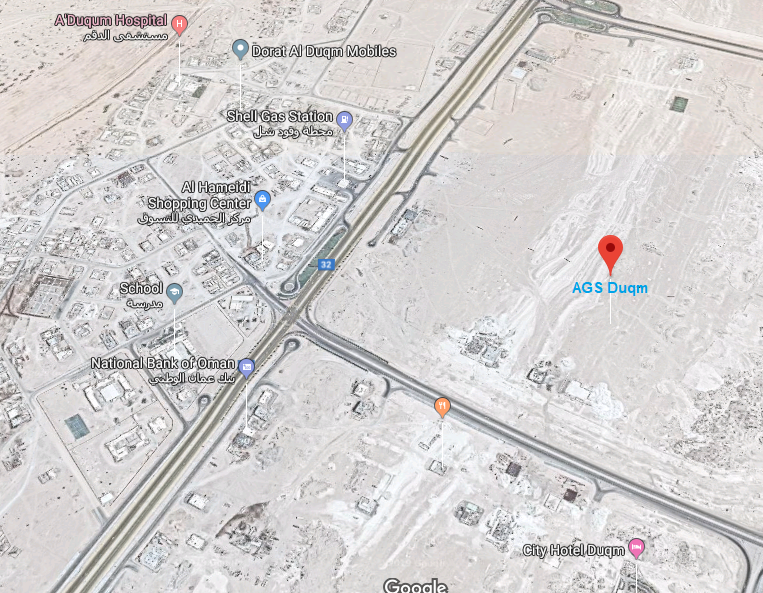 A'Duqum Hospital
مستشفى الدقم
Dorat Al Duqm Mobiles
Shell Gas Station
محطة وقود شل
Al Hameidi
Shopping Center
مركز الحميدي للتسوق
32
AGS Duqm
School
مدرسة
National Bank of Oman
بنك عمان الوطني
City Hotel Duqm
Google
H